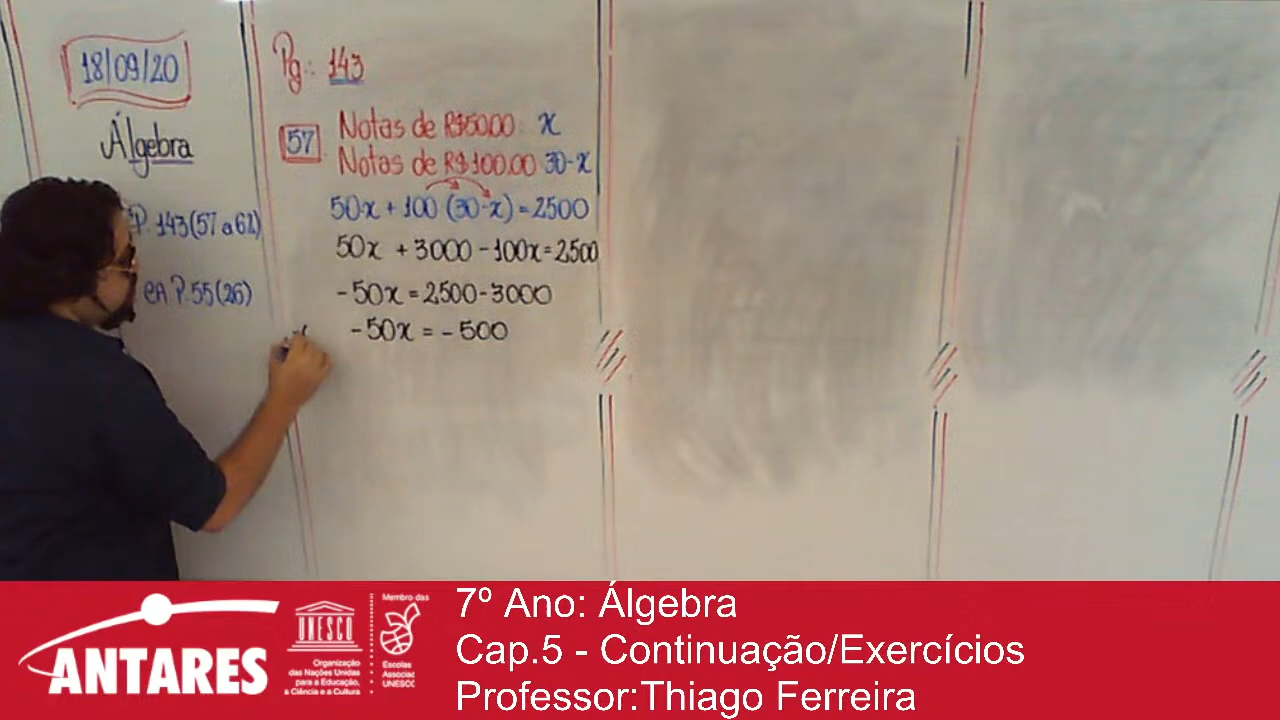 18/09/20
Álgebra
P. 143(57 a 62)
P. 55(26)
Pg.: 143
57 Notas de R$50.00: x
Notas de R$100.00 30-x
50x + 100 (30-x) = 2500
50x + 3000 - 100x = 2500
-50x = 2500-3000
-50x = -500
ANTARES
UNESCO
Organização
das Nações Unidas
para a Educação,
a Ciência e a Cultura
Membro das
Escolas
UNESCO
7º Ano: Álgebra
Cap.5 - Continuação/Exercícios
Professor:Thiago Ferreira